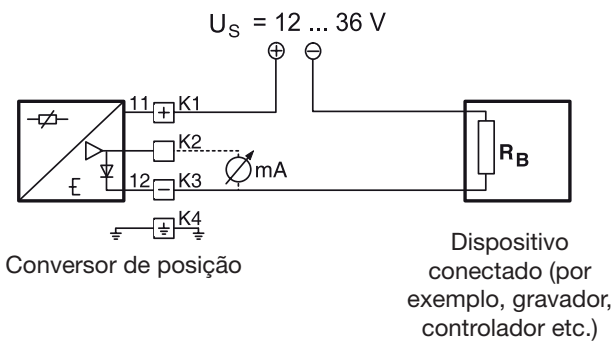 U_S = 12 ... 36 V
⊕ ⊖
11 + K1
K2
mA
12 − K3
K4
R_B
Conversor de posição
Dispositivo
conectado (por
exemplo, gravador,
controlador etc.)